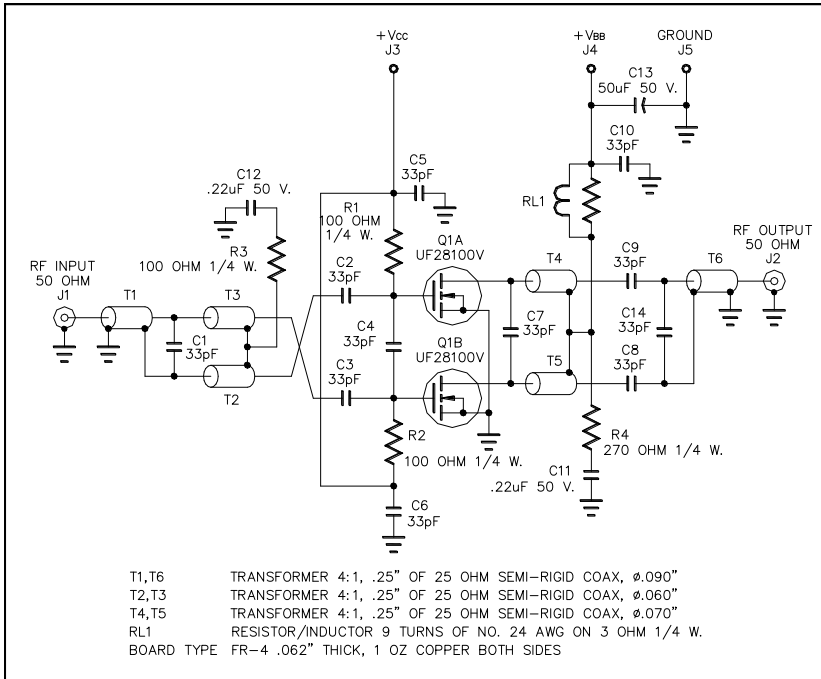 +Vcc
J3
+VBB
J4
GROUND
J5
C13
50uF 50 V.
C10
33pF
C5
33pF
C12
.22uF 50 V.
R1
100 OHM
1/4 W.
RL1
R3
100 OHM 1/4 W.
RF INPUT
50 OHM
J1
T1
T3
C2
33pF
Q1A
UF28100V
T4
C9
33pF
T6
RF OUTPUT
50 OHM
J2
C1
33pF
C4
33pF
C7
33pF
C14
33pF
Q1B
UF28100V
T5
C8
33pF
C3
33pF
T2
R2
100 OHM 1/4 W.
R4
270 OHM 1/4 W.
C11
.22uF 50 V.
C6
33pF
T1,T6 TRANSFORMER 4:1, .25” OF 25 OHM SEMI-RIGID COAX, ø.090”
T2,T3 TRANSFORMER 4:1, .25” OF 25 OHM SEMI-RIGID COAX, ø.060”
T4,T5 TRANSFORMER 4:1, .25” OF 25 OHM SEMI-RIGID COAX, ø.070”
RL1 RESISTOR/INDUCTOR 9 TURNS OF NO. 24 AWG ON 3 OHM 1/4 W.
BOARD TYPE FR-4 .062” THICK, 1 OZ COPPER BOTH SIDES